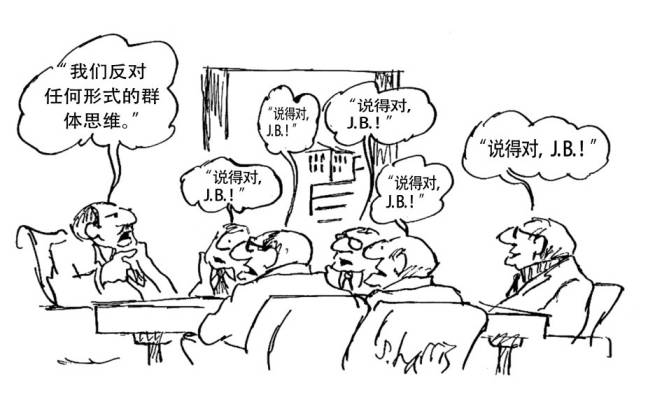 “我们反对
任何形式的群
体思维。”
“说得对,
J.B. ! ”
“说得对,
J.B. ! ”
“说得对,
J.B. ! ”
“说得对,
J.B. ! ”
“说得对, J.B. ! ”
S. Harris